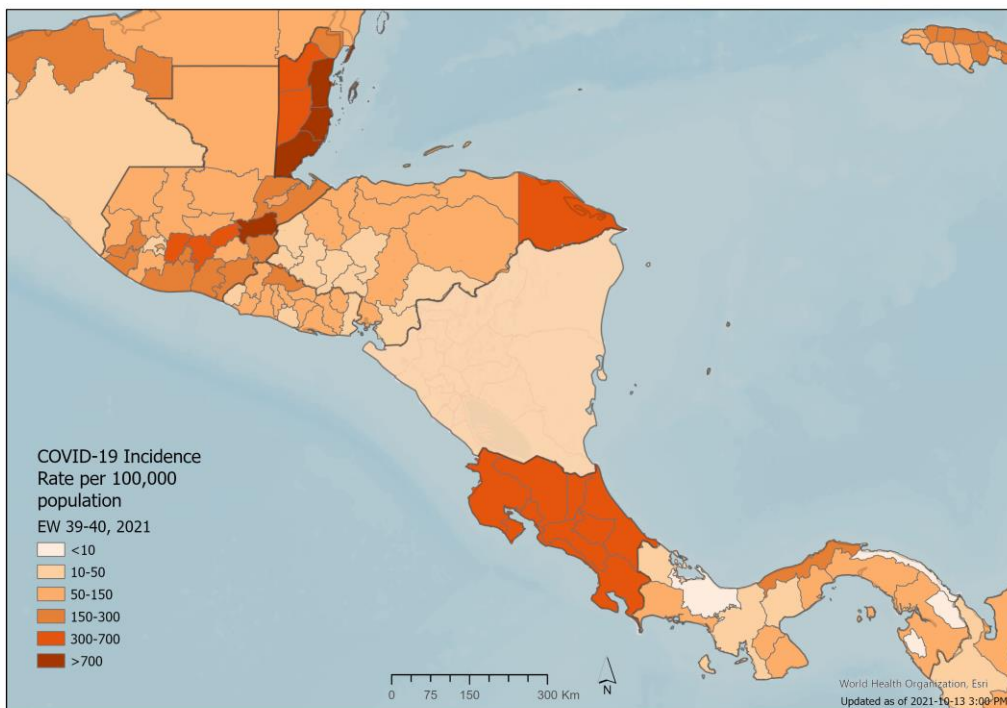 COVID-19 Incidence
Rate per 100,000
population
EW 39-40, 2021
<10
10-50
50-150
150-300
300-700
>700
0 75 150 300 Km
N
World Health Organization, Esri
Updated as of 2021-10-13 3:00 PM